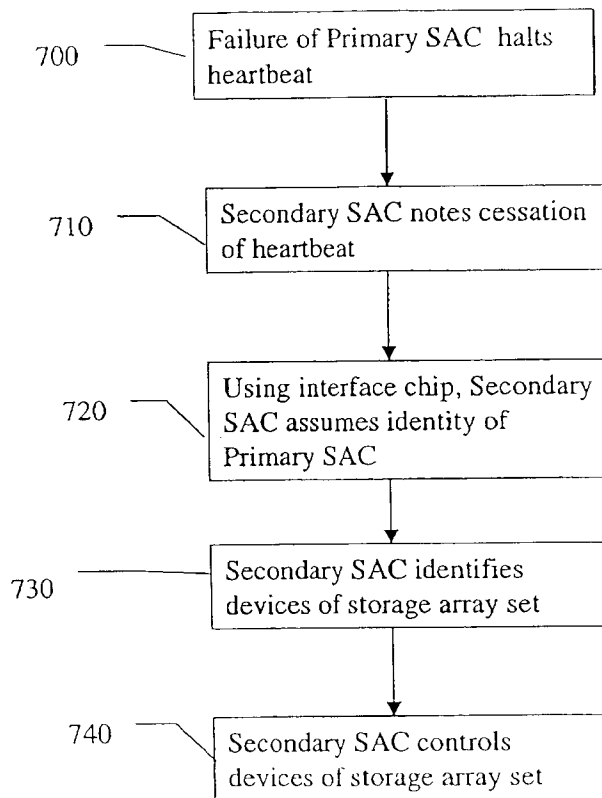 700
Failure of Primary SAC halts
heartbeat
710
Secondary SAC notes cessation
of heartbeat
720
Using interface chip, Secondary
SAC assumes identity of
Primary SAC
730
Secondary SAC identifies
devices of storage array set
740
Secondary SAC controls
devices of storage array set